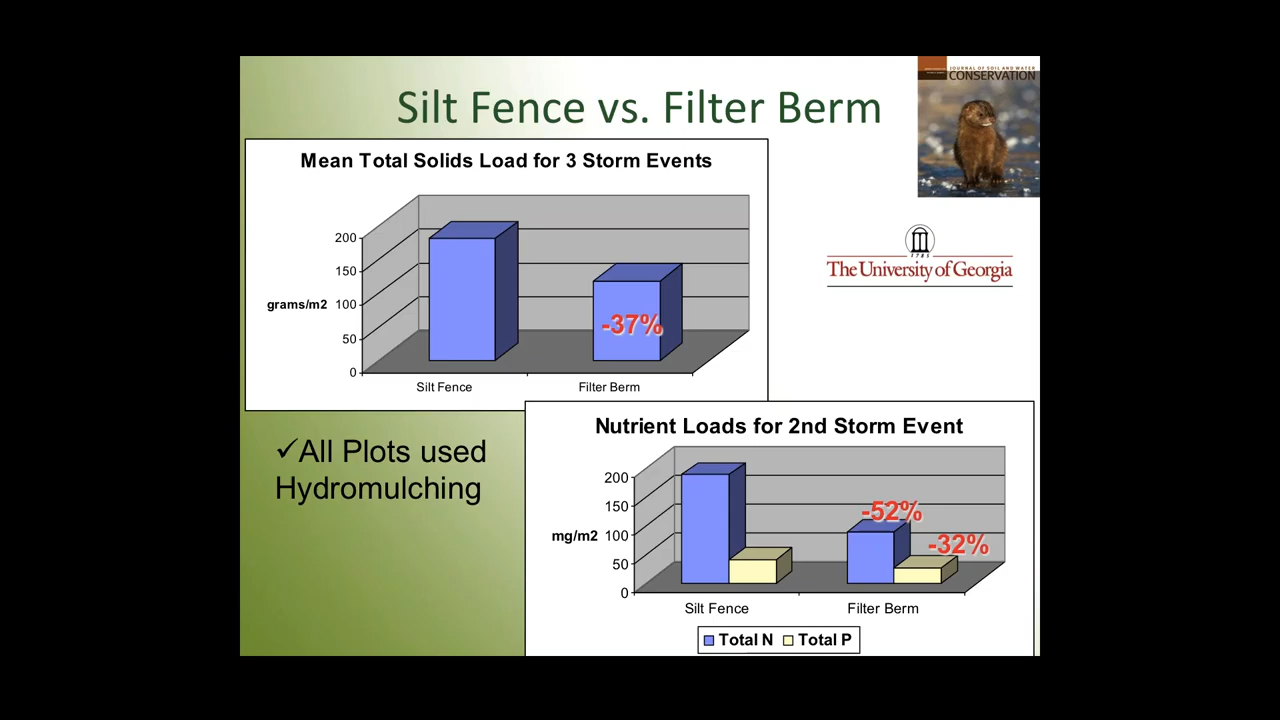 Silt Fence vs. Filter Berm
JOURNAL OF SOIL AND WATER
CONSERVATION
Mean Total Solids Load for 3 Storm Events
200
150
grams/m2 100
50
0
Silt Fence Filter Berm
-37%
1785
The University of Georgia
✓All Plots used
Hydromulching
Nutrient Loads for 2nd Storm Event
200
150
mg/m2 100
50
0
-52%
-32%
Silt Fence Filter Berm
Total N Total P